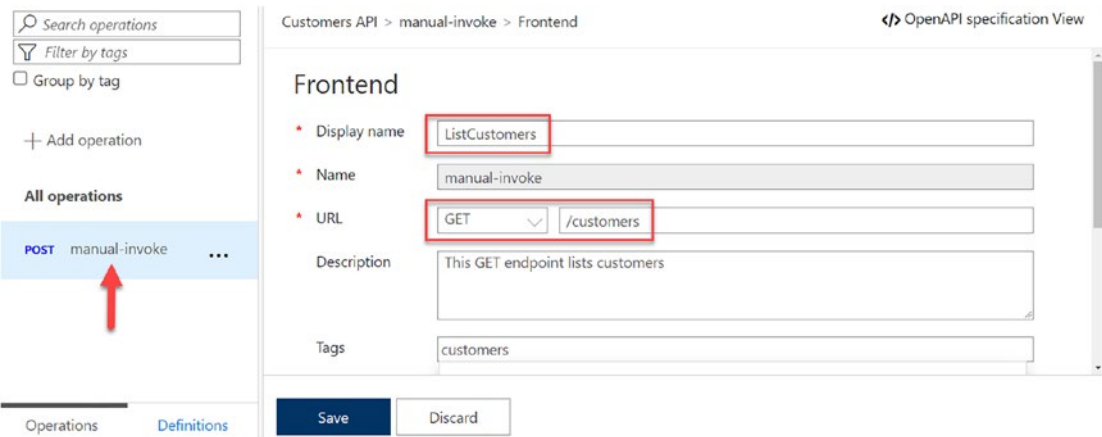 Search operations
Filter by tags
Group by tag
+ Add operation
All operations
POST manual-invoke ...
Operations Definitions
Customers API > manual-invoke > Frontend
</> OpenAPI specification View
Frontend
* Display name ListCustomers
* Name manual-invoke
* URL GET /customers
Description This GET endpoint lists customers
Tags customers
Save Discard